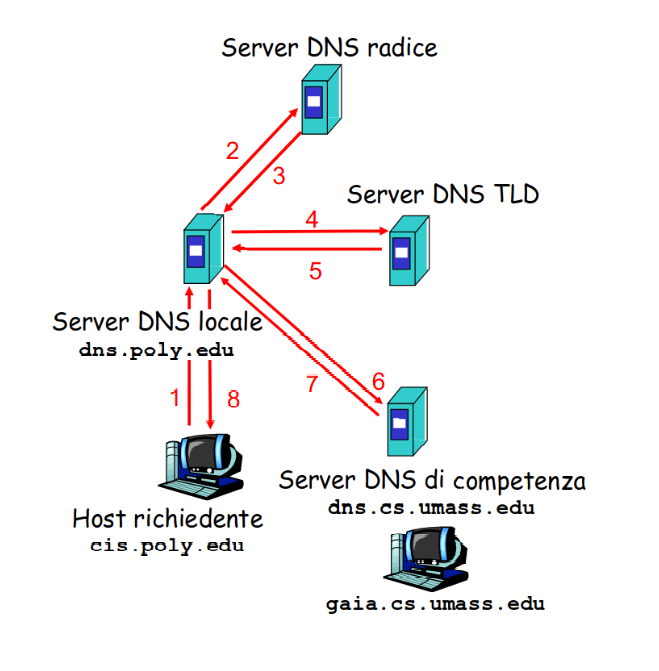 Server DNS radice
2
3
Server DNS TLD
4
5
Server DNS locale
dns.poly.edu
1
8
7
6
Server DNS di competenza
dns.cs.umass.edu
Host richiedente
cis.poly.edu
gaia.cs.umass.edu